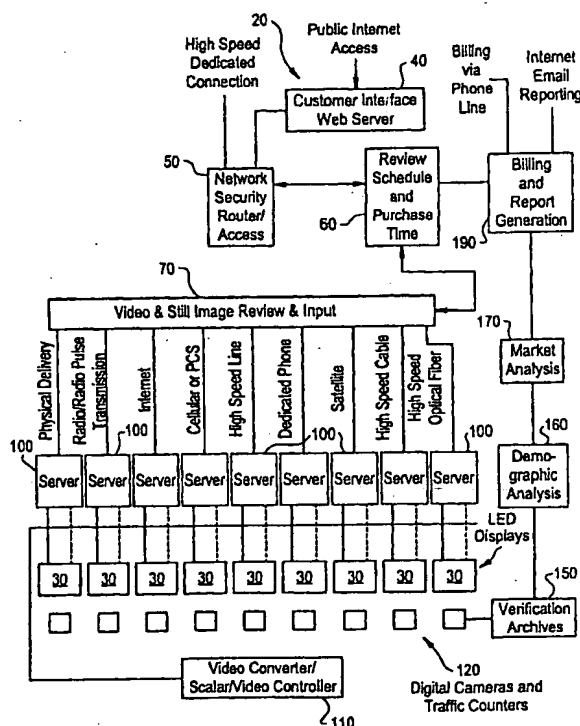 20
Public Internet
Access
High Speed
Dedicated
Connection
40
Billing
via
Phone
Line
Internet
Email
Reporting
Customer Interface
Web Server
50
Network
Security
Router/
Access
Review
Schedule
and
Purchase
Time
60
Billing
and
Report
Generation
190
70
Video & Still Image Review & Input
170
Market
Analysis
Physical Delivery
Radio/Radio Pulse
Transmission
Internet
Cellular or PCS
High Speed Line
Dedicated Phone
Satellite
High Speed Cable
High Speed
Optical Fiber
100
100
100
100
160
Server
Server
Server
Server
Server
Server
Server
Server
Server
Demo-
graphic
Analysis
LED
Displays
30
30
30
30
30
30
30
30
30
150
Verification
Archives
120
Digital Cameras and
Traffic Counters
Video Converter/
Scalar/Video Controller
110